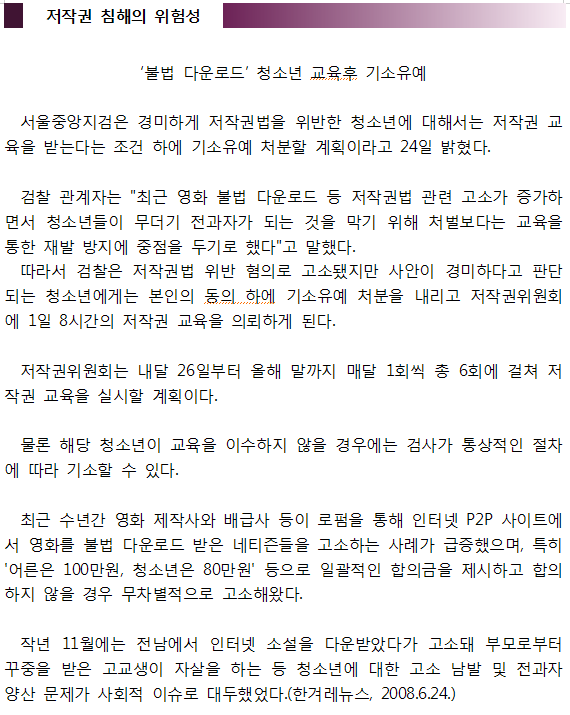 저작권 침해의 위험성
‘불법 다운로드’ 청소년 교육후 기소유예
서울중앙지검은 경미하게 저작권법을 위반한 청소년에 대해서는 저작권 교
육을 받는다는 조건 하에 기소유예 처분할 계획이라고 24일 밝혔다.
검찰 관계자는 "최근 영화 불법 다운로드 등 저작권법 관련 고소가 증가하
면서 청소년들이 무더기 전과자가 되는 것을 막기 위해 처벌보다는 교육을
통한 재발 방지에 중점을 두기로 했다"고 말했다.
따라서 검찰은 저작권법 위반 혐의로 고소됐지만 사안이 경미하다고 판단
되는 청소년에게는 본인의 동의 하에 기소유예 처분을 내리고 저작권위원회
에 1일 8시간의 저작권 교육을 의뢰하게 된다.
저작권위원회는 내달 26일부터 올해 말까지 매달 1회씩 총 6회에 걸쳐 저
작권 교육을 실시할 계획이다.
물론 해당 청소년이 교육을 이수하지 않을 경우에는 검사가 통상적인 절차
에 따라 기소할 수 있다.
최근 수년간 영화 제작사와 배급사 등이 로펌을 통해 인터넷 P2P 사이트에
서 영화를 불법 다운로드 받은 네티즌들을 고소하는 사례가 급증했으며, 특히
'어른은 100만원, 청소년은 80만원' 등으로 일괄적인 합의금을 제시하고 합의
하지 않을 경우 무차별적으로 고소해왔다.
작년 11월에는 전남에서 인터넷 소설을 다운받았다가 고소돼 부모로부터
꾸중을 받은 고교생이 자살을 하는 등 청소년에 대한 고소 남발 및 전과자
양산 문제가 사회적 이슈로 대두했었다.(한겨레뉴스, 2008.6.24.)